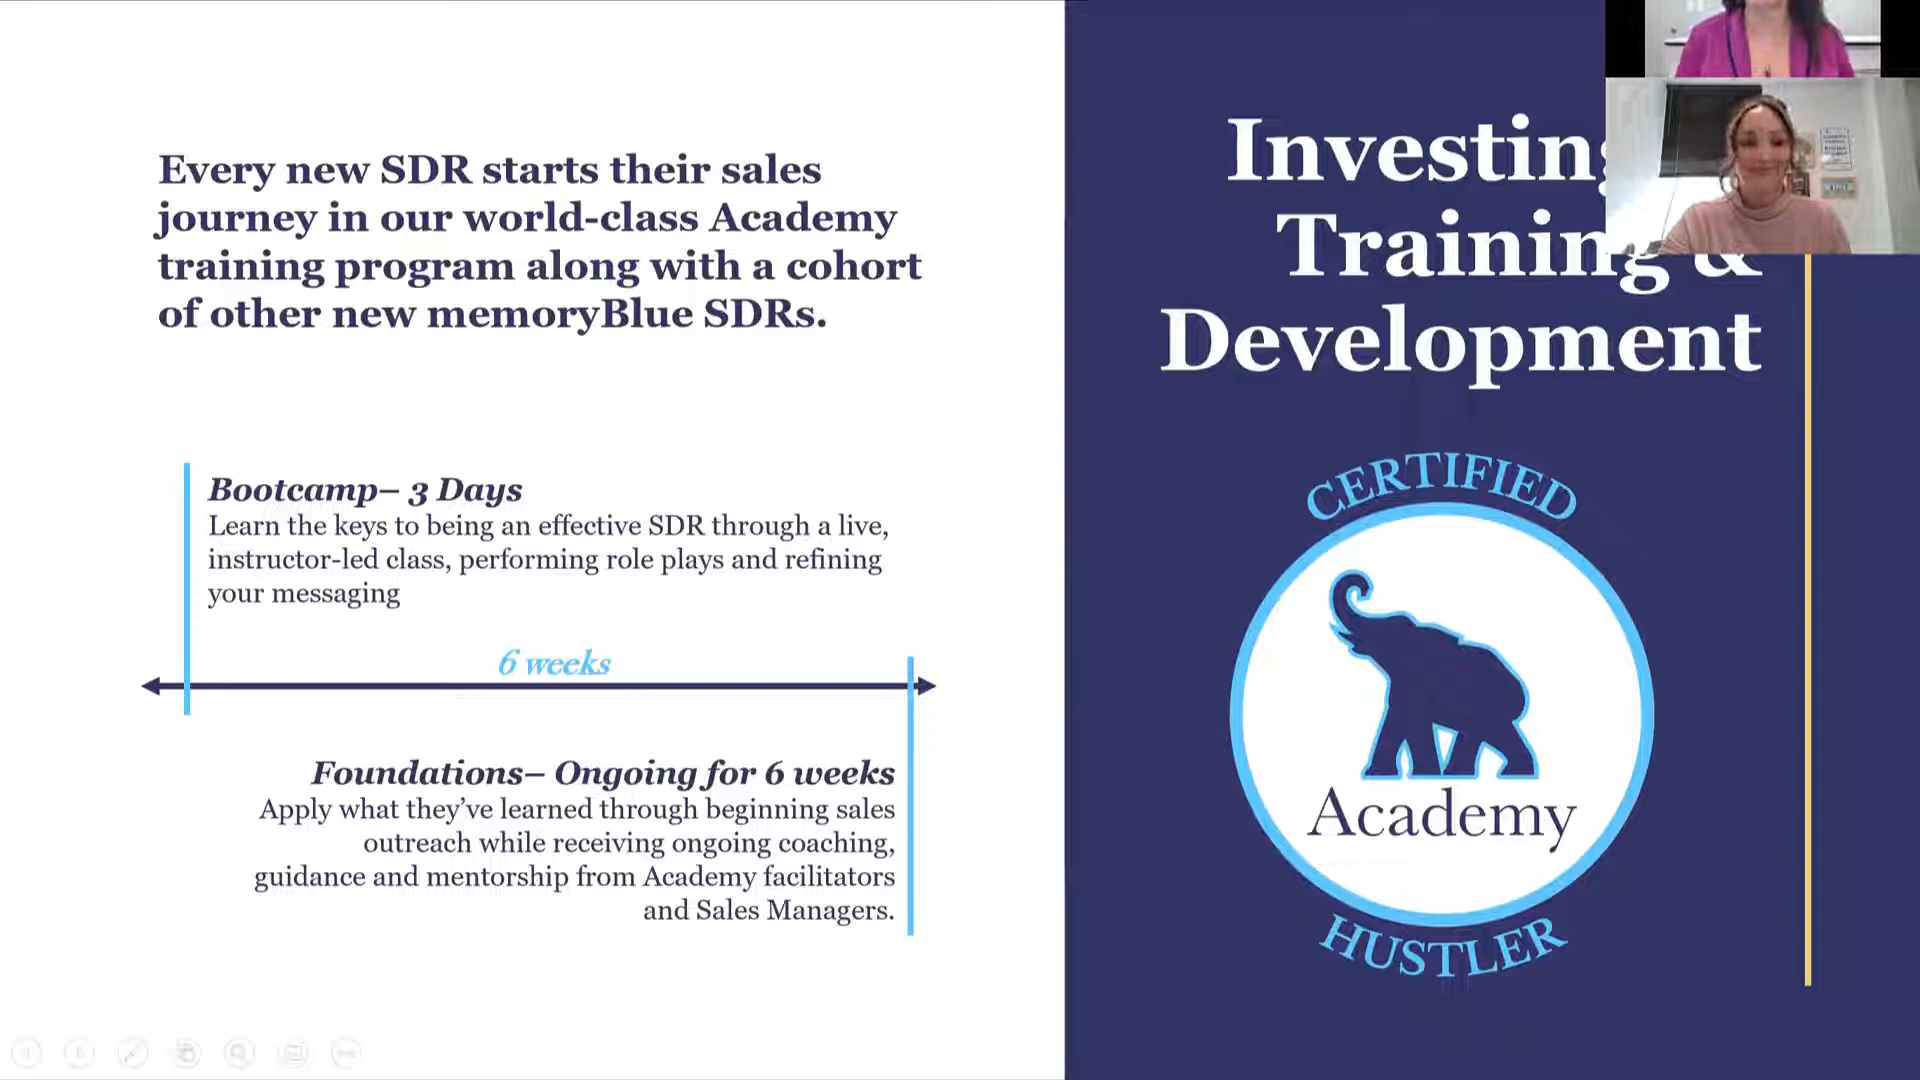 Every new SDR starts their sales
journey in our world-class Academy
training program along with a cohort
of other new memoryBlue SDRs.
Bootcamp– 3 Days
Learn the keys to being an effective SDR through a live,
instructor-led class, performing role plays and refining
your messaging
6 weeks
Foundations– Ongoing for 6 weeks
Apply what they’ve learned through beginning sales
outreach while receiving ongoing coaching,
guidance and mentorship from Academy facilitators
and Sales Managers.
Investing
Training &
Development
CERTIFIED
Academy
HUSTLER